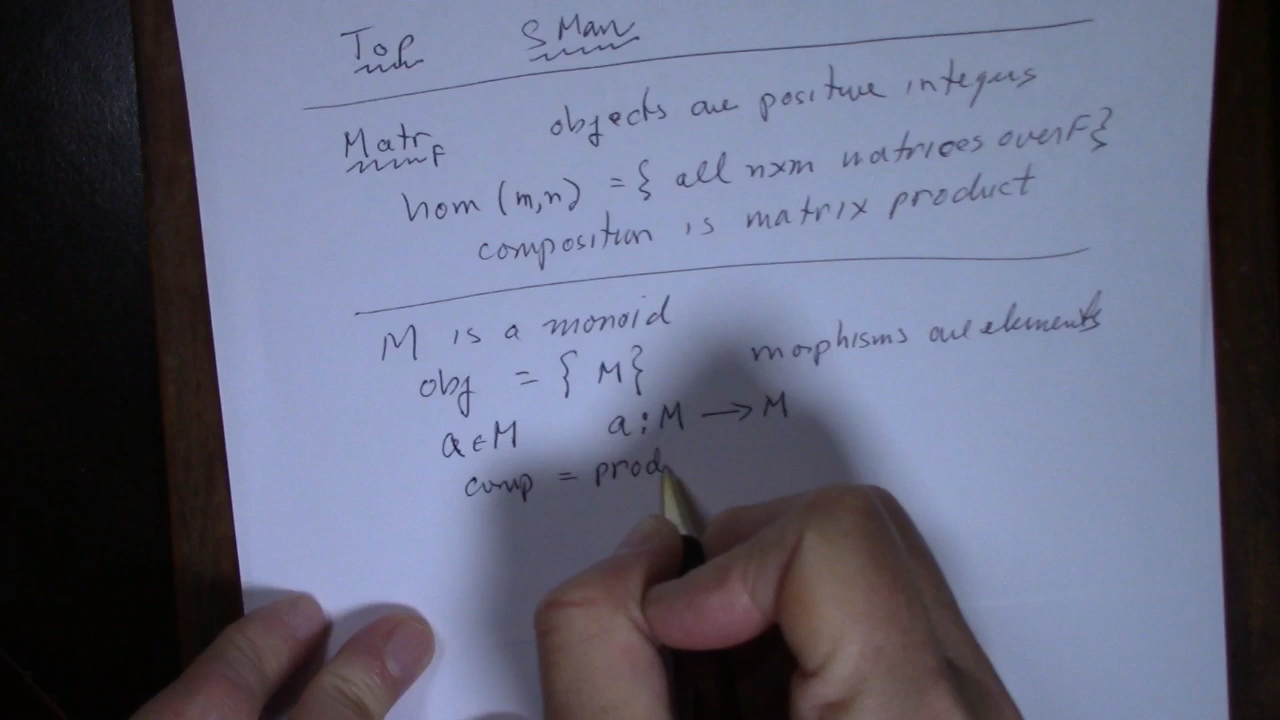 Top SMan
Matr_F objects are positive integers
hom (m,n) = { all n×m matrices over F}
composition is matrix product
M is a monoid
obj = { M} morphisms are elements
a ∈ M a : M → M
comp = prod